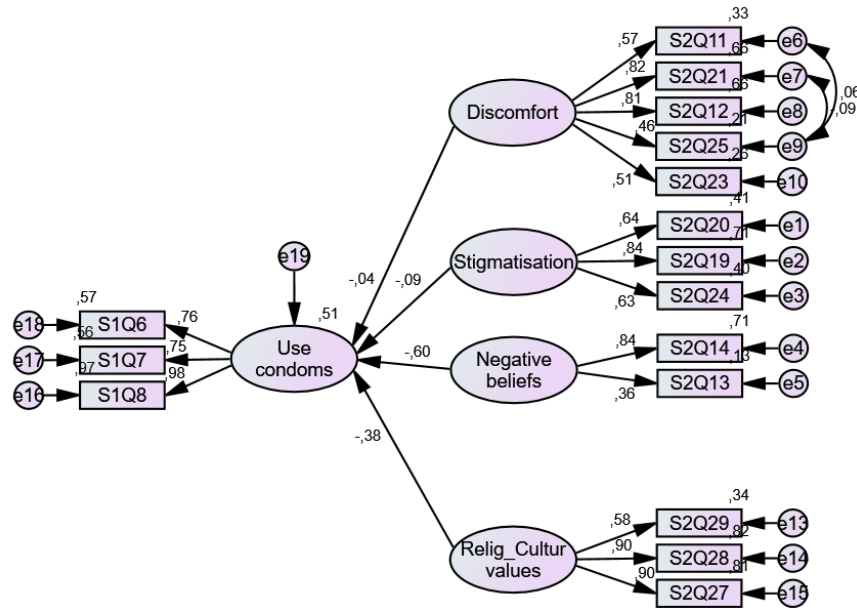 ,33
,57
S2Q11
e6
,66
,82
S2Q21
e7
,06
,66
Discomfort
,81
S2Q12
e8
-,09
,21
,46
S2Q25
e9
,26
,51
S2Q23
e10
,41
,64
S2Q20
e1
,71
e19
Stigmatisation
,84
S2Q19
e2
-,04
-,09
,40
,63
S2Q24
e3
,57
,51
,71
e18
S1Q6
,76
,84
S2Q14
e4
,56
Use
condoms
-,60
Negative
beliefs
,13
e17
S1Q7
,75
,36
S2Q13
e5
,97
e16
S1Q8
,98
-,38
,34
,58
S2Q29
e13
,82
Relig_Cultur
values
,90
S2Q28
e14
,81
,90
S2Q27
e15